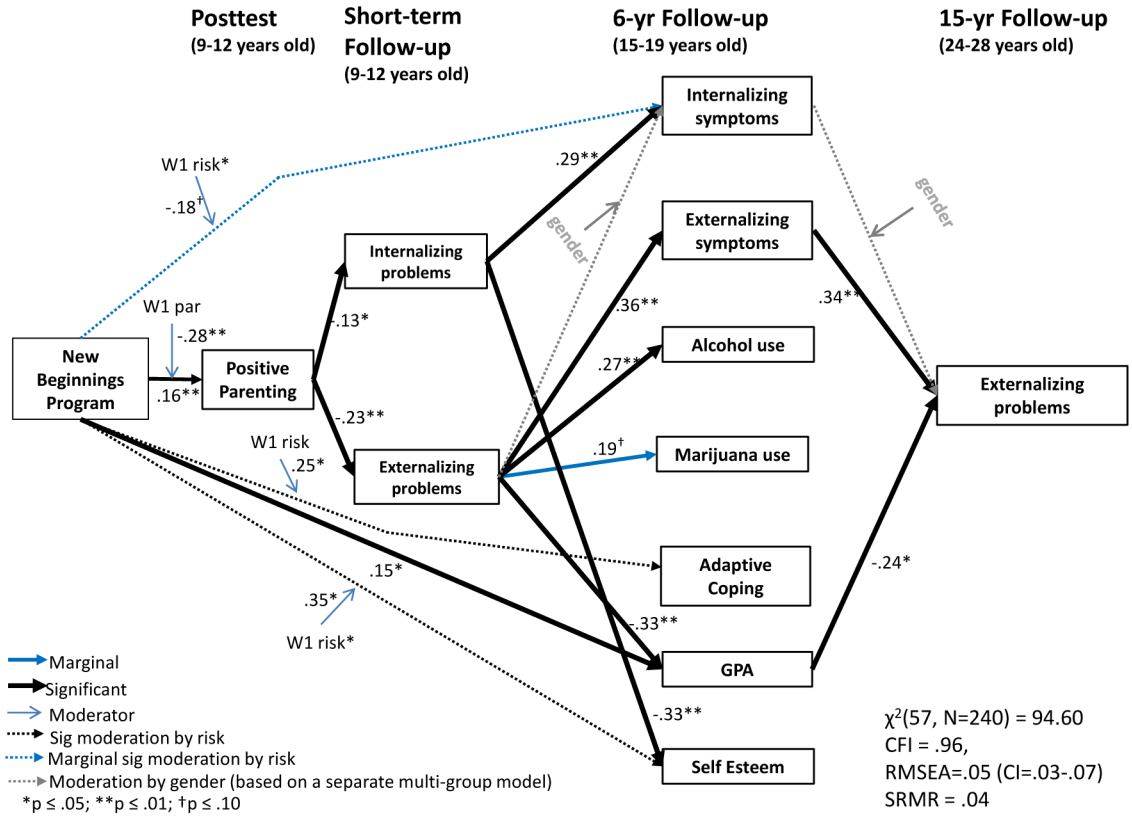 Posttest
(9-12 years old)
Short-term
Follow-up
(9-12 years old)
6-yr Follow-up
(15-19 years old)
15-yr Follow-up
(24-28 years old)
Internalizing
symptoms
W1 risk*
-.18†
.29**
gender
gender
Externalizing
symptoms
Internalizing
problems
.36**
.34**
W1 par
-.28**
-.13*
New
Beginnings
Program
.16**
Positive
Parenting
.27**
Alcohol use
Externalizing
problems
-.23**
W1 risk
.25*
.19†
Marijuana use
Externalizing
problems
Adaptive
Coping
.15*
-.24*
.35*
W1 risk*
-.33**
GPA
-.33**
Self Esteem
Marginal
Significant
Moderator
Sig moderation by risk
Marginal sig moderation by risk
Moderation by gender (based on a separate multi-group model)
*p ≤ .05; **p ≤ .01; †p ≤ .10
χ²(57, N=240) = 94.60
CFI = .96,
RMSEA=.05 (CI=.03-.07)
SRMR = .04